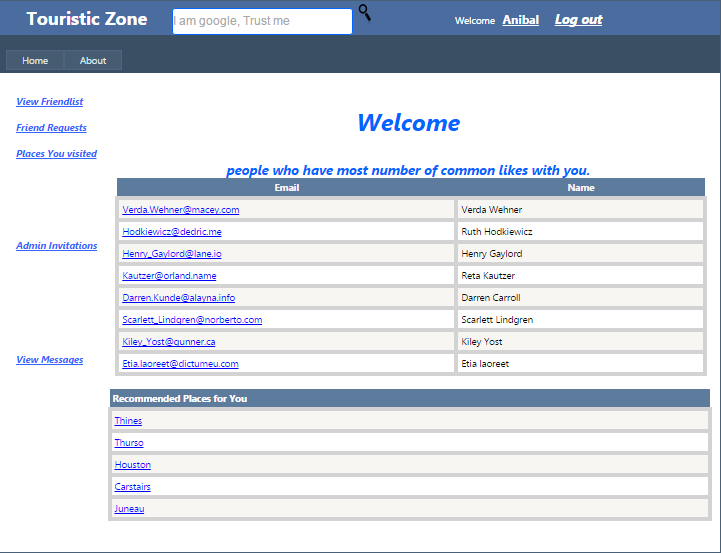 Touristic Zone
I am google, Trust me
Welcome Anibal Log out
Home About
View Friendlist
Friend Requests
Places You visited
Admin Invitations
View Messages
Welcome
people who have most number of common likes with you.
Email Name
Verda.Wehner@macey.com Verda Wehner
Hodkiewicz@dedric.me Ruth Hodkiewicz
Henry_Gaylord@lane.io Henry Gaylord
Kautzer@orland.name Reta Kautzer
Darren.Kunde@alayna.info Darren Carroll
Scarlett_Lindgren@norberto.com Scarlett Lindgren
Kiley_Yost@gunner.ca Kiley Yost
Etia.laoreet@dictumeu.com Etia laoreet
Recommended Places for You
Thines
Thurso
Houston
Carstairs
Juneau